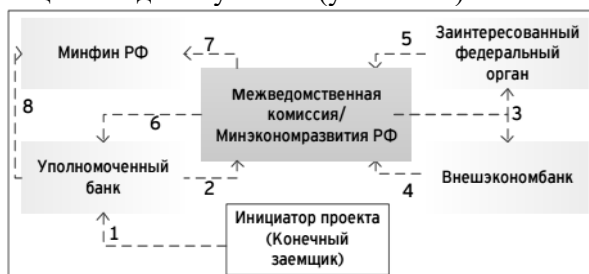 Минфин РФ
7
5
Заинтересованный
федеральный
орган
8
Межведомственная
комиссия/
Минэкономразвития РФ
6
3
Уполномоченный
банк
2
4
Внешэкономбанк
1
Инициатор проекта
(Конечный
заемщик)